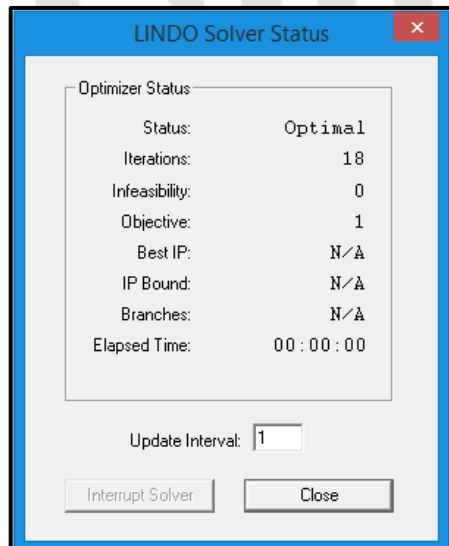 LINDO Solver Status
Optimizer Status
Status: Optimal
Iterations: 18
Infeasibility: 0
Objective: 1
Best IP: N/A
IP Bound: N/A
Branches: N/A
Elapsed Time: 00:00:00
Update Interval: 1
Interrupt Solver Close